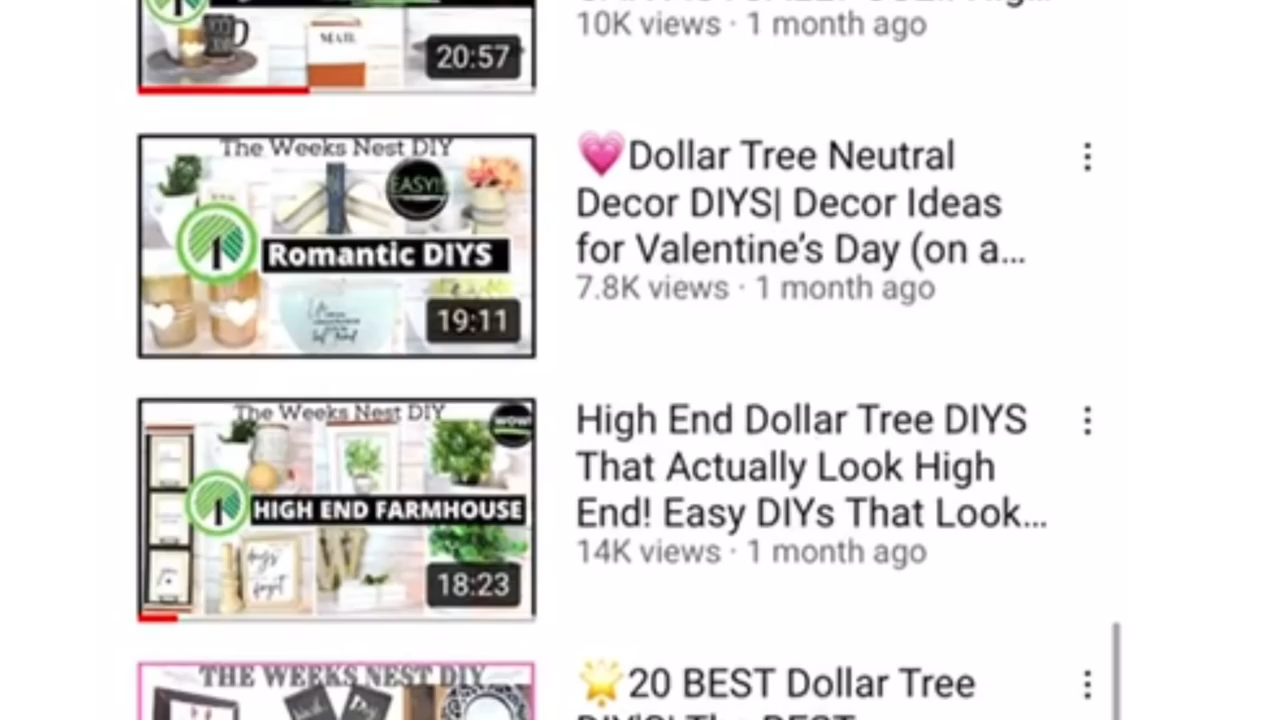 10K views · 1 month ago
MAIL
20:57
The Weeks Nest DIY
EASY!
Romantic DIYS
19:11
💗Dollar Tree Neutral
Decor DIYS| Decor Ideas
for Valentine’s Day (on a...
7.8K views · 1 month ago
The Weeks Nest DIY
WOW!
HIGH END FARMHOUSE
18:23
High End Dollar Tree DIYS
That Actually Look High
End! Easy DIYs That Look...
14K views · 1 month ago
THE WEEKS NEST DIY
🌟20 BEST Dollar Tree